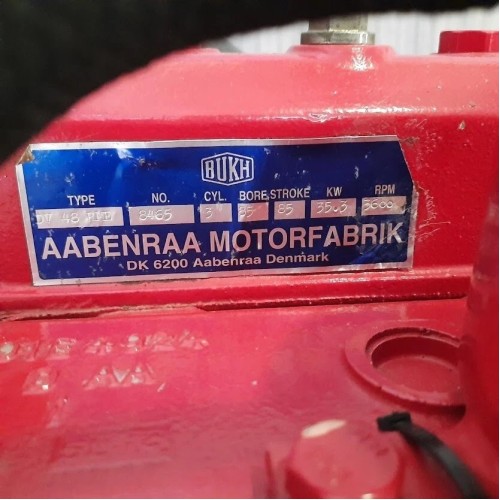 BUKH
TYPE NO. CYL. BORE STROKE KW RPM
48 8465 3 85 85 3600
AABENRAA MOTORFABRIK
DK 6200 Aabenraa Denmark